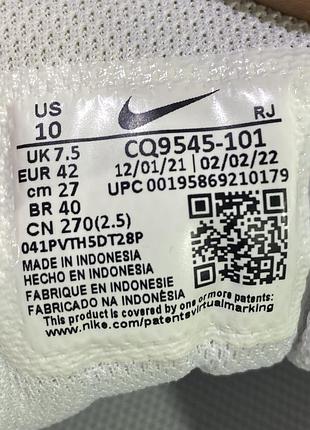 US
10
RJ
UK 7.5
CQ9545-101
EUR 42
12/01/21 | 02/02/22
cm 27
UPC 00195869210179
BR 40
CN 270(2.5)
041PVTH5DT28P
MADE IN INDONESIA
HECHO EN INDONESIA
FABRIQUE EN INDONESIE
FABRICADO NA INDONÉSIA
This product is covered by one or more patents:
www.nike.com/patentsvirtualmarking